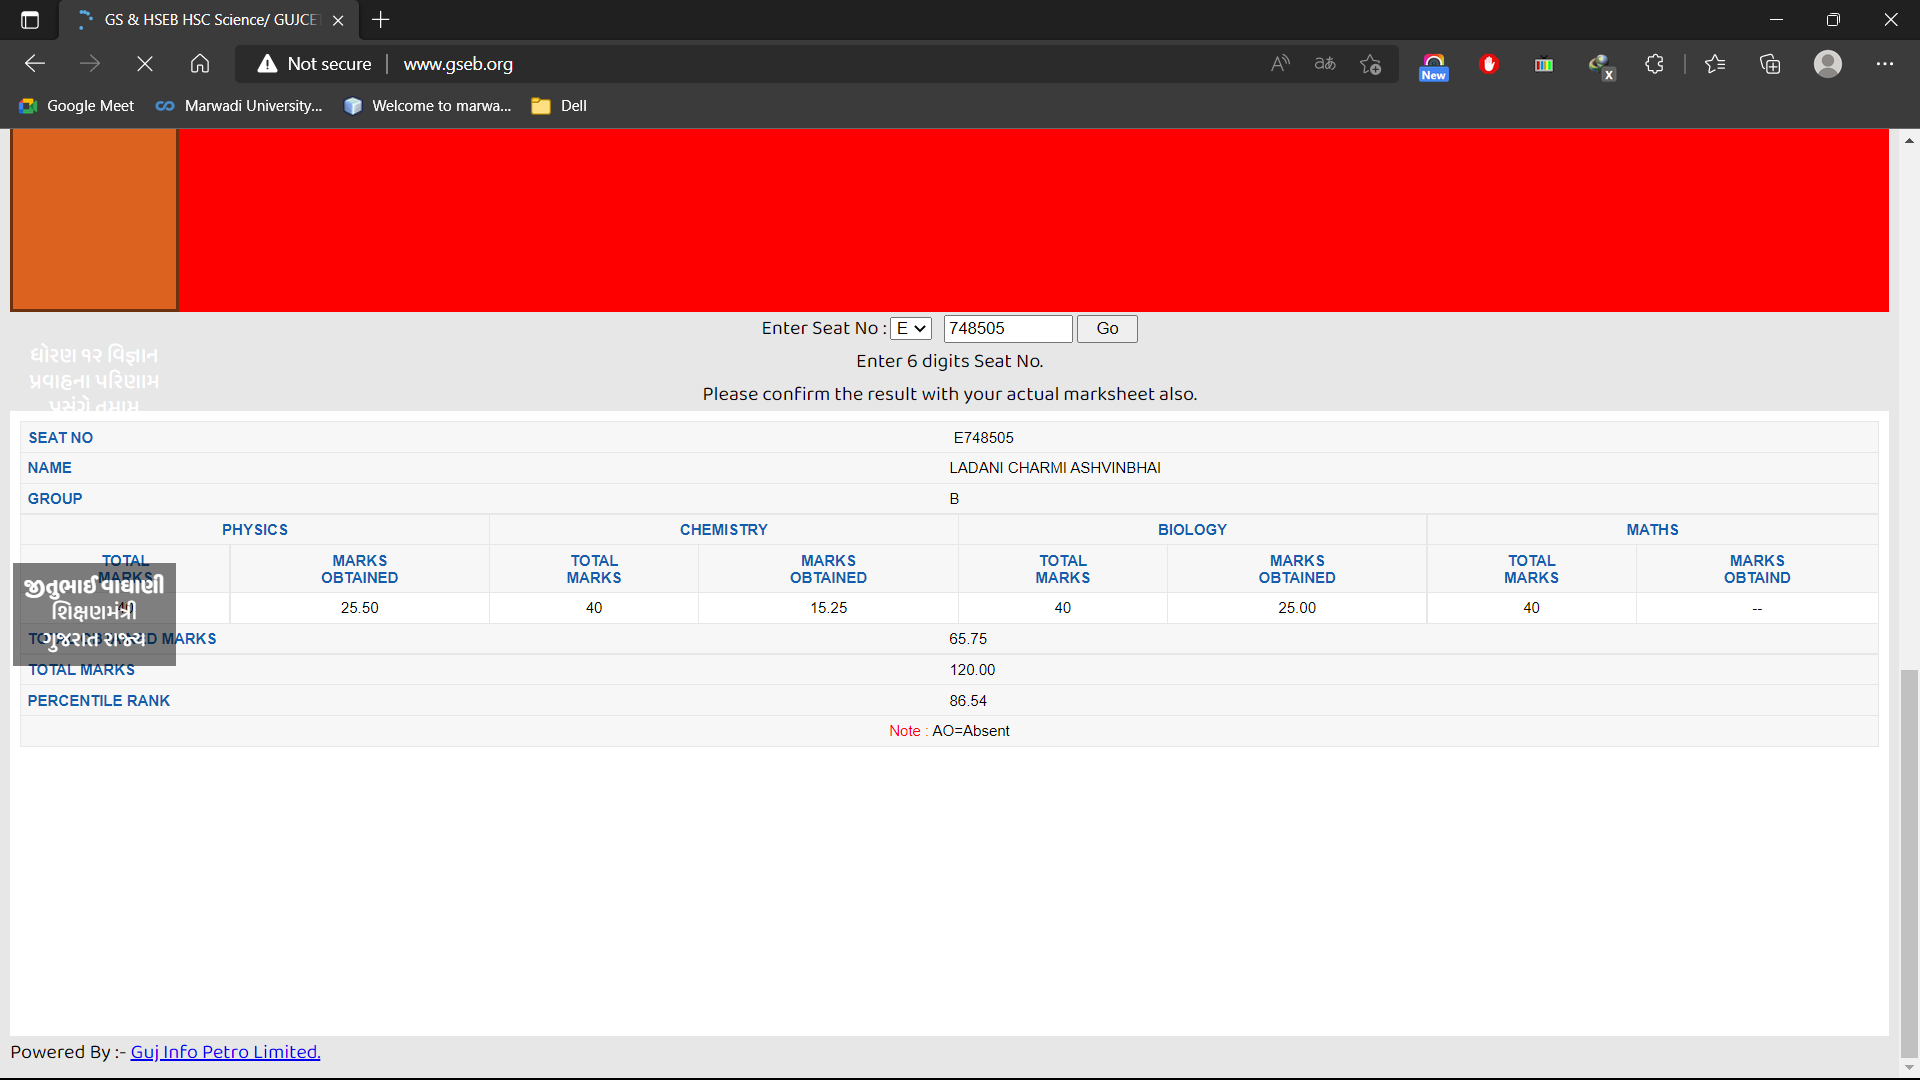 GS & HSEB HSC Science/ GUJCE
Not secure www.gseb.org
New
Google Meet Marwadi University... Welcome to marwa... Dell
Enter Seat No : E 748505 Go
Enter 6 digits Seat No.
Please confirm the result with your actual marksheet also.
ધોરણ ૧૨ વિજ્ઞાન
પ્રવાહના પરિણામ
પ્રસંગે તમામ
SEAT NO E748505
NAME LADANI CHARMI ASHVINBHAI
GROUP B
PHYSICS CHEMISTRY BIOLOGY MATHS
TOTAL MARKS TOTAL MARKS TOTAL MARKS TOTAL MARKS
MARKS OBTAINED MARKS OBTAINED MARKS OBTAINED MARKS OBTAIND
40 25.50 40 15.25 40 25.00 40 --
જીતુભાઈ વાઘાણી
શિક્ષણમંત્રી
ગુજરાત રાજ્ય
MARKS 65.75
TOTAL MARKS 120.00
PERCENTILE RANK 86.54
Note : AO=Absent
Powered By :- Guj Info Petro Limited.